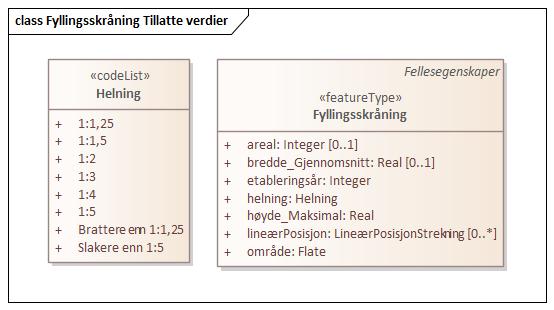 class Fyllingsskråning Tillatte verdier
«codeList»
Helning
+ 1:1,25
+ 1:1,5
+ 1:2
+ 1:3
+ 1:4
+ 1:5
+ Brattere enn 1:1,25
+ Slakere enn 1:5
Fellesegenskaper
«featureType»
Fyllingsskråning
+ areal: Integer [0..1]
+ bredde_Gjennomsnitt: Real [0..1]
+ etableringsår: Integer
+ helning: Helning
+ høyde_Maksimal: Real
+ lineærPosisjon: LineærPosisjonStrekning [0..*]
+ område: Flate